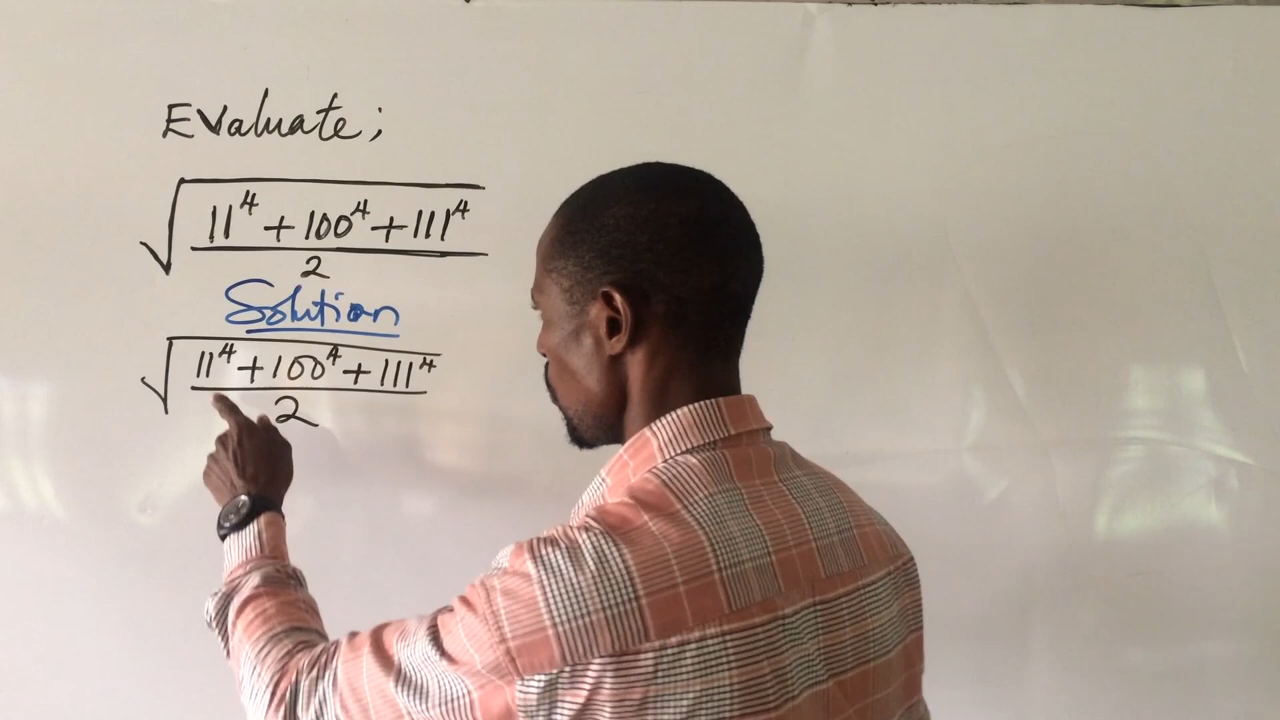 Evaluate;
√((11⁴ + 100⁴ + 111⁴)/2)
Solution
√((11⁴ + 100⁴ + 111⁴)/2)